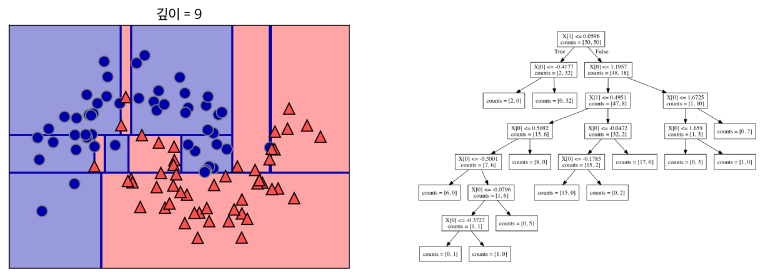 깊이 = 9
X[1] <= 0.0596
counts = [50, 50]
True
False
X[0] <= -0.4177
counts = [2, 32]
X[0] <= 1.1957
counts = [48, 18]
counts = [2, 0]
counts = [0, 32]
X[1] <= 0.4951
counts = [47, 8]
X[0] <= 1.6725
counts = [1, 10]
X[0] <= 0.5692
counts = [15, 6]
X[0] <= -0.0472
counts = [32, 2]
X[0] <= 1.659
counts = [1, 3]
counts = [0, 7]
X[0] <= -0.5001
counts = [7, 6]
counts = [8, 0]
X[0] <= -0.1785
counts = [15, 2]
counts = [17, 0]
counts = [0, 3]
counts = [1, 0]
counts = [6, 0]
X[0] <= -0.0796
counts = [1, 6]
counts = [15, 0]
counts = [0, 2]
X[0] <= -0.3727
counts = [1, 1]
counts = [0, 5]
counts = [0, 1]
counts = [1, 0]